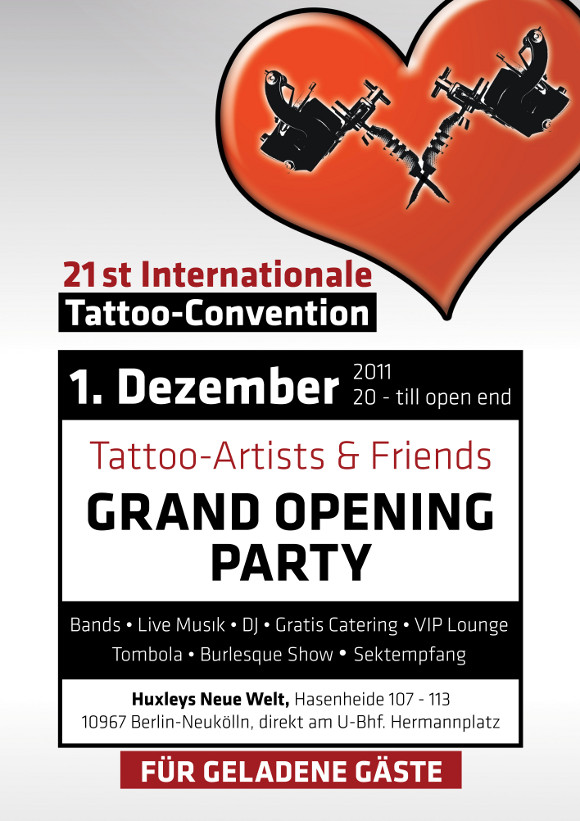 21st Internationale
Tattoo-Convention
1. Dezember
2011
20 - till open end
Tattoo-Artists & Friends
GRAND OPENING
PARTY
Bands • Live Musik • DJ • Gratis Catering • VIP Lounge
Tombola • Burlesque Show • Sektempfang
Huxleys Neue Welt, Hasenheide 107 - 113
10967 Berlin-Neukölln, direkt am U-Bhf. Hermannplatz
FÜR GELADENE GÄSTE